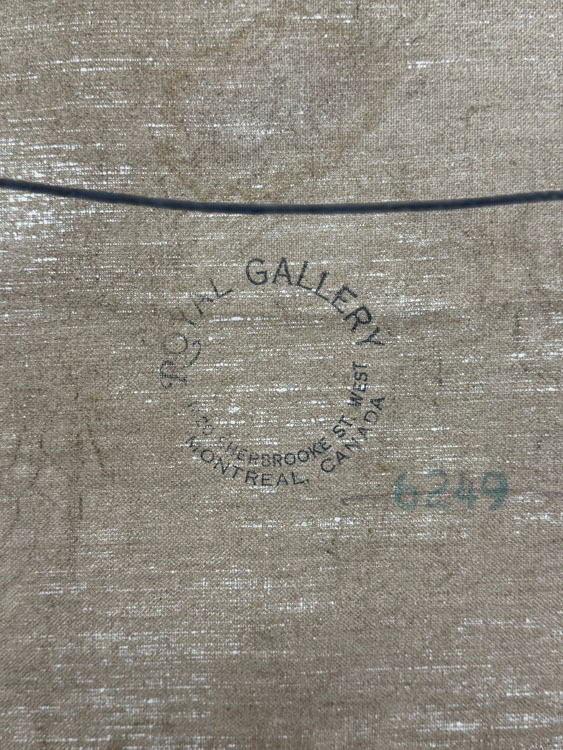 ROYAL GALLERY
SHERBROOKE ST. WEST
MONTREAL, CANADA
6249